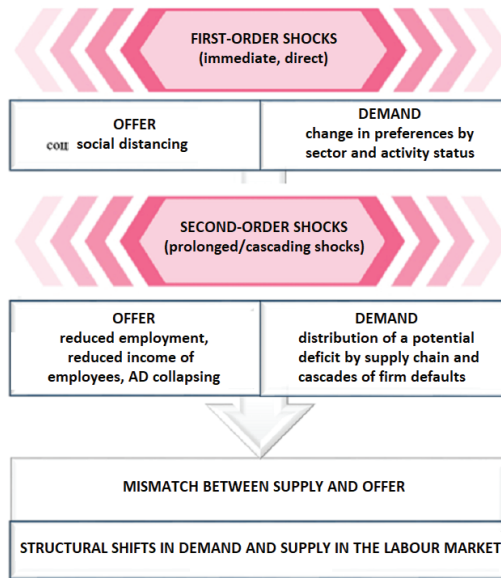 FIRST-ORDER SHOCKS
(immediate, direct)
OFFER
social distancing
DEMAND
change in preferences by
sector and activity status
SECOND-ORDER SHOCKS
(prolonged/cascading shocks)
OFFER
reduced employment,
reduced income of
employees, AD collapsing
DEMAND
distribution of a potential
deficit by supply chain and
cascades of firm defaults
MISMATCH BETWEEN SUPPLY AND OFFER
STRUCTURAL SHIFTS IN DEMAND AND SUPPLY IN THE LABOUR MARKET